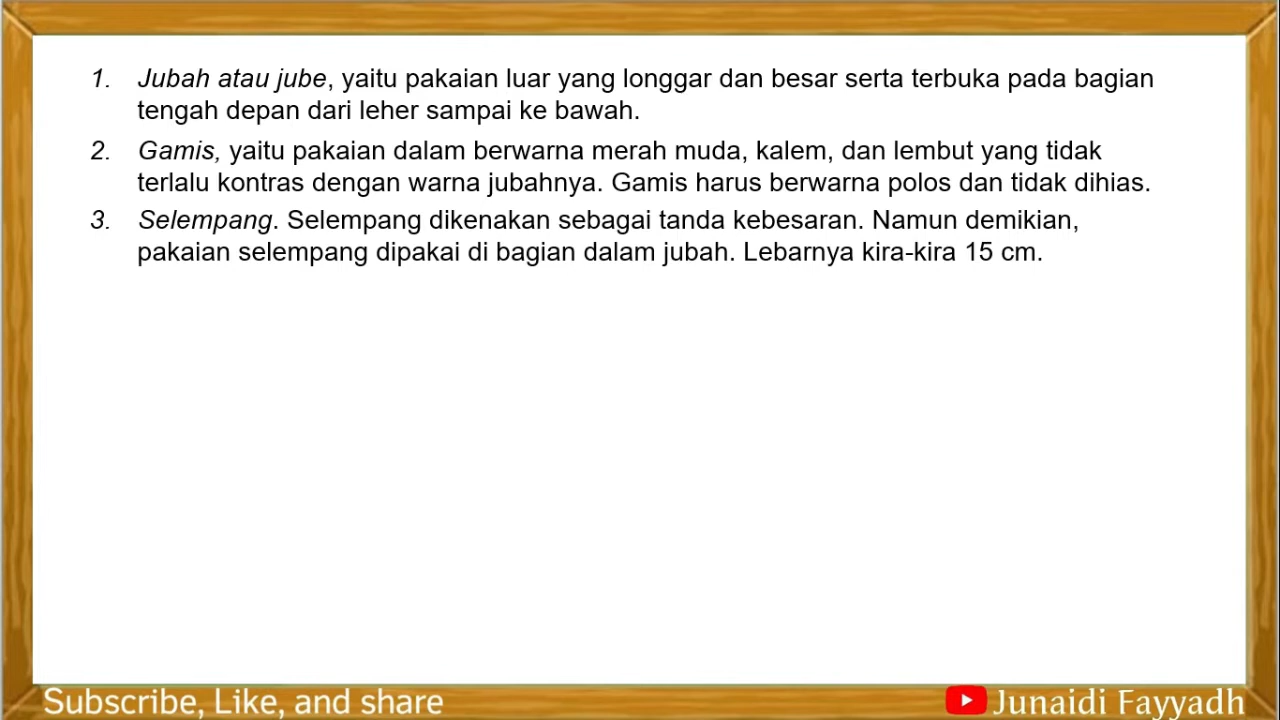 1. Jubah atau jube, yaitu pakaian luar yang longgar dan besar serta terbuka pada bagian
tengah depan dari leher sampai ke bawah.
2. Gamis, yaitu pakaian dalam berwarna merah muda, kalem, dan lembut yang tidak
terlalu kontras dengan warna jubahnya. Gamis harus berwarna polos dan tidak dihias.
3. Selempang. Selempang dikenakan sebagai tanda kebesaran. Namun demikian,
pakaian selempang dipakai di bagian dalam jubah. Lebarnya kira-kira 15 cm.
Subscribe, Like, and share
Junaidi Fayyadh